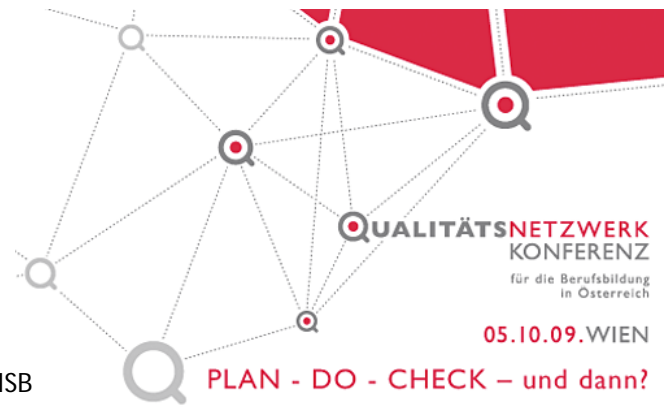 QUALITÄTSNETZWERK
KONFERENZ
für die Berufsbildung
in Österreich
05.10.09.WIEN
PLAN - DO - CHECK – und dann?